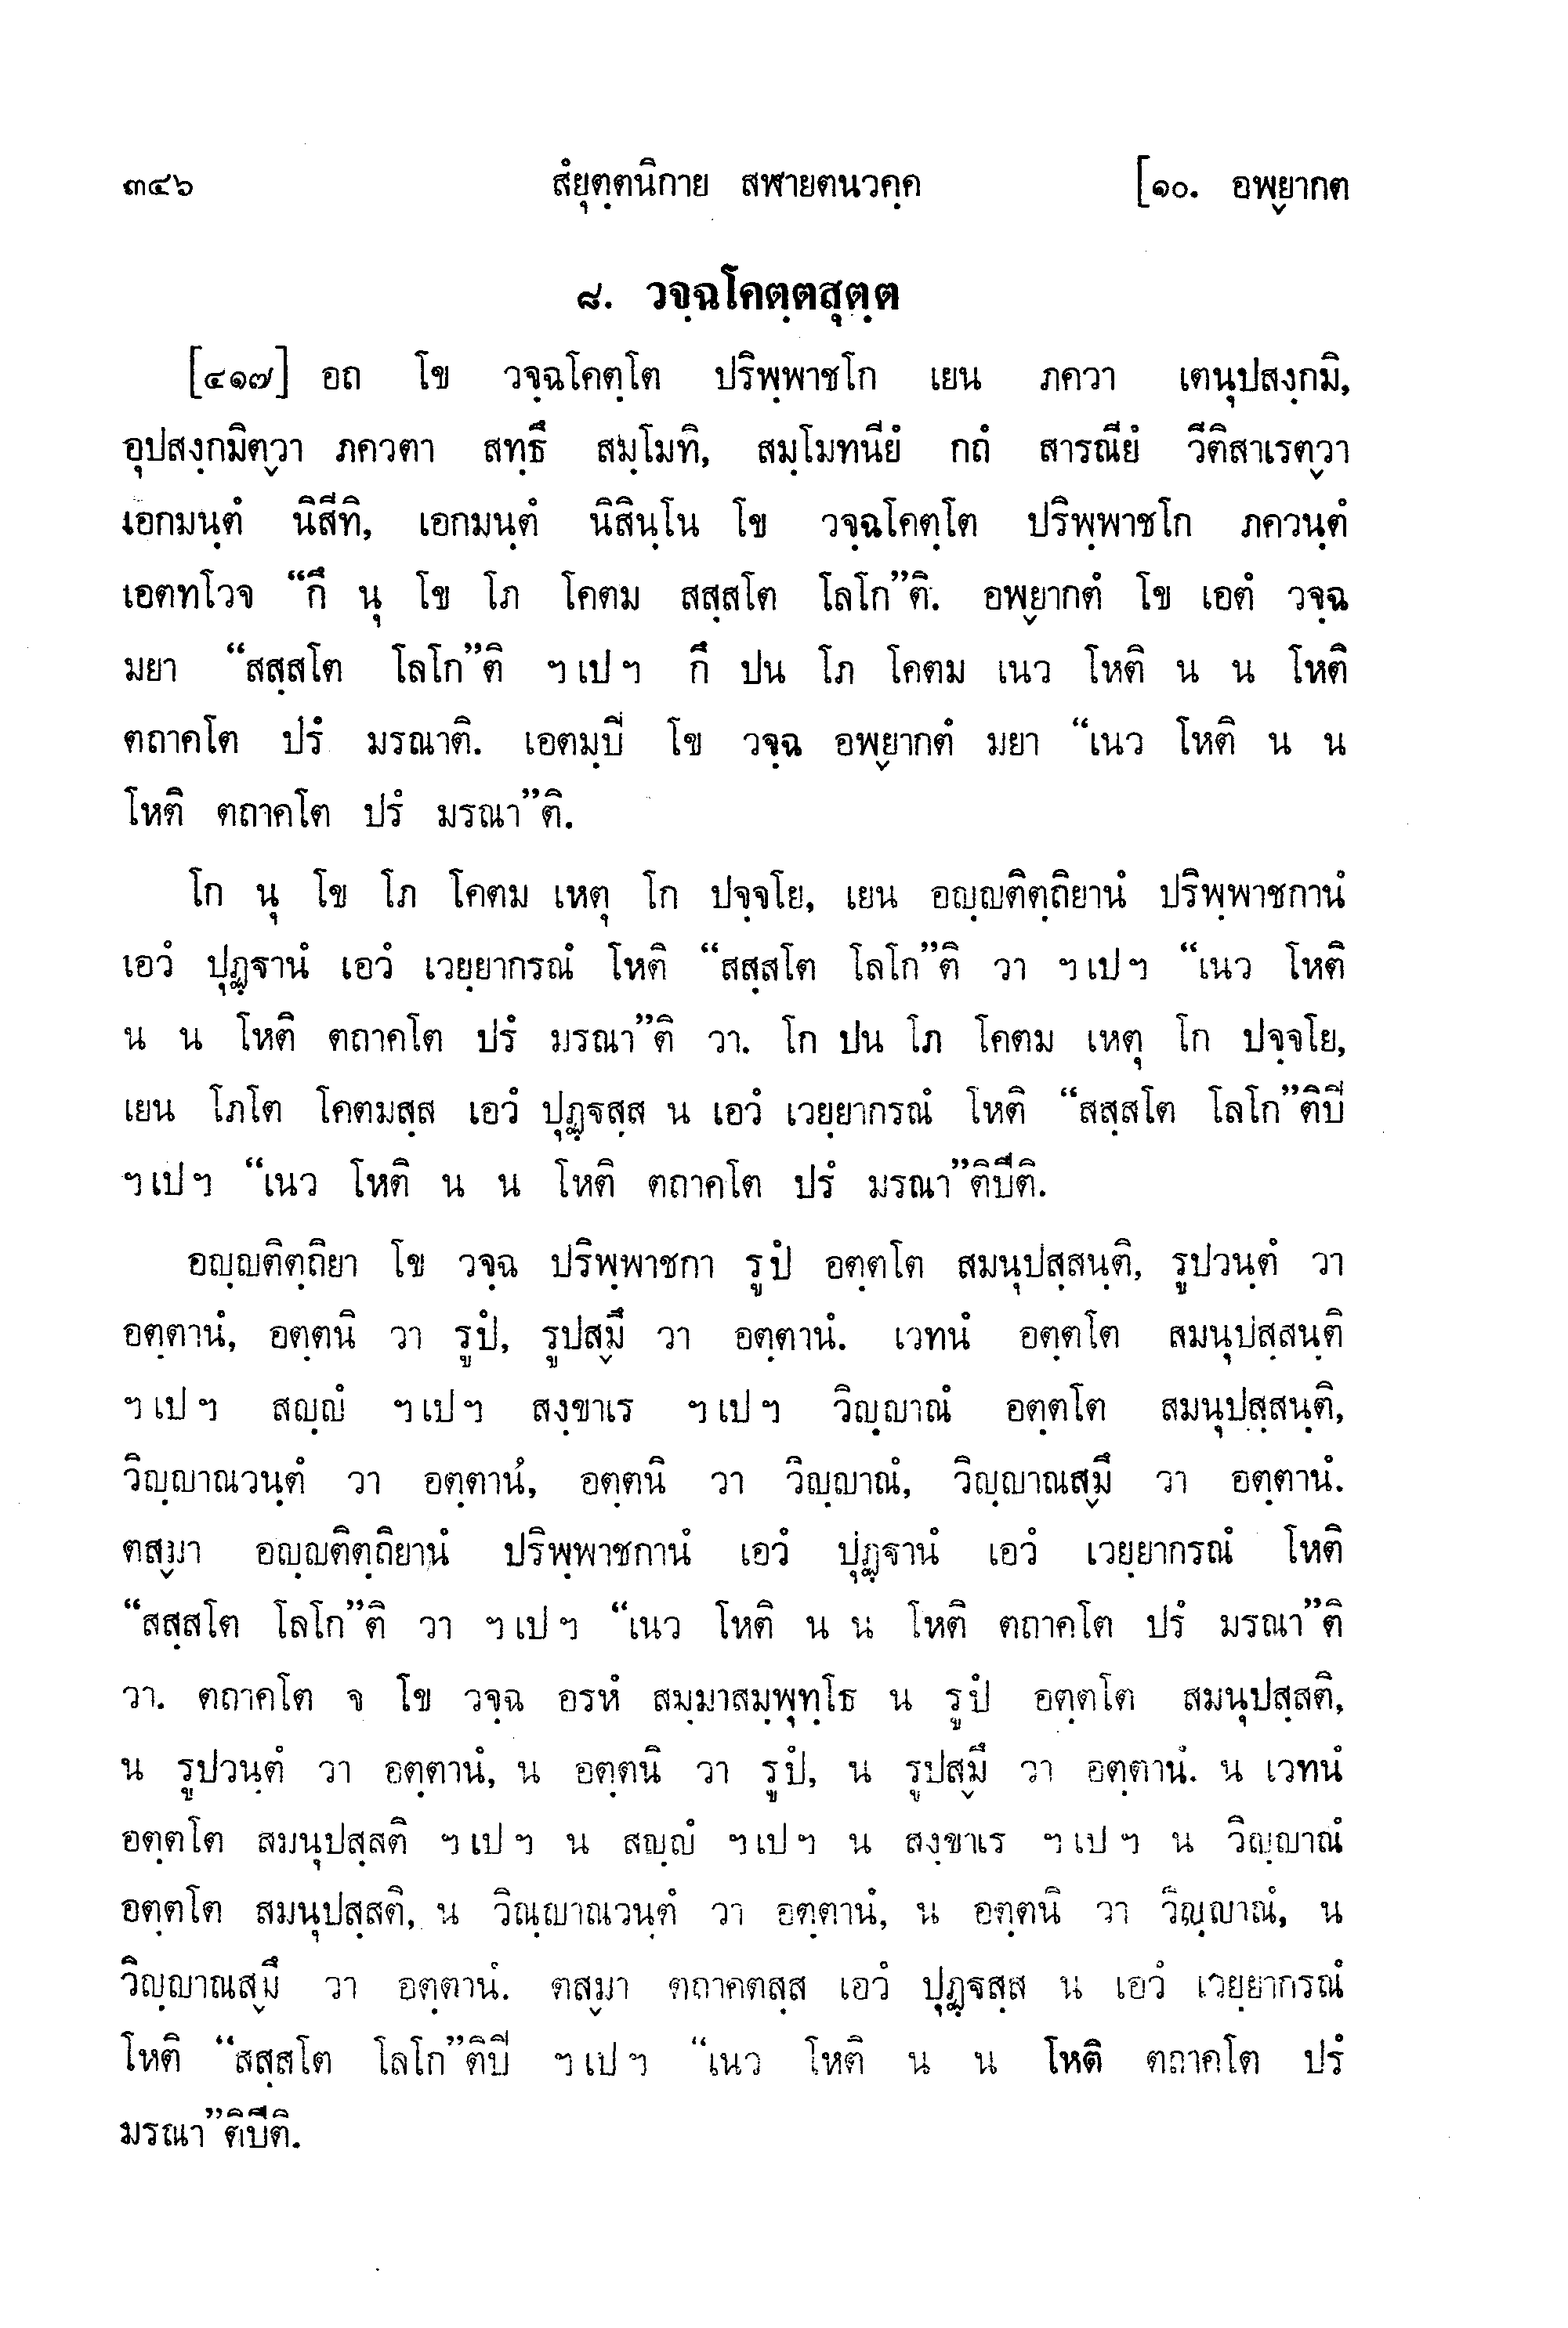 ๓๔๖ สํยุตฺตนิกาย สฬายตนวคฺค [๑๐. อพฺยากต
๘. วจฺฉโคตฺตสุตฺต
[๔๑๗] อถ โข วจฺฉโคตฺโต ปริพฺพาชโก เยน ภควา เตนุปสงฺกมิ,
อุปสงฺกมิตฺวา ภควตา สทฺธึ สมฺโมทิ, สมฺโมทนียํ กถํ สารณียํ วีติสาเรตฺวา
เอกมนฺตํ นิสีทิ, เอกมนฺตํ นิสินฺโน โข วจฺฉโคตฺโต ปริพฺพาชโก ภควนฺตํ
เอตทโวจ “กึ นุ โข โภ โคตม สสฺสโต โลโก”ติ. อพฺยากตํ โข เอตํ วจฺฉ
มยา “สสฺสโต โลโก”ติ ฯเปฯ กึ ปน โภ โคตม เนว โหติ น น โหติ
ตถาคโต ปรํ มรณาติ. เอตมฺปิ โข วจฺฉ อพฺยากตํ มยา “เนว โหติ น น
โหติ ตถาคโต ปรํ มรณา”ติ.
โก นุ โข โภ โคตม เหตุ โก ปจฺจโย, เยน อญฺญติตฺถิยานํ ปริพฺพาชกานํ
เอวํ ปุฏฺฐานํ เอวํ เวยฺยากรณํ โหติ “สสฺสโต โลโก”ติ วา ฯเปฯ “เนว โหติ
น น โหติ ตถาคโต ปรํ มรณา”ติ วา. โก ปน โภ โคตม เหตุ โก ปจฺจโย,
เยน โภโต โคตมสฺส เอวํ ปุฏฺฐสฺส น เอวํ เวยฺยากรณํ โหติ “สสฺสโต โลโก”ติปิ
ฯเปฯ “เนว โหติ น น โหติ ตถาคโต ปรํ มรณา”ติปีติ.
อญฺญติตฺถิยา โข วจฺฉ ปริพฺพาชกา รูปํ อตฺตโต สมนุปสฺสนฺติ, รูปวนฺตํ วา
อตฺตานํ, อตฺตนิ วา รูปํ, รูปสฺมึ วา อตฺตานํ. เวทนํ อตฺตโต สมนุปสฺสนฺติ
ฯเปฯ สญฺญํ ฯเปฯ สงฺขาเร ฯเปฯ วิญฺญาณํ อตฺตโต สมนุปสฺสนฺติ,
วิญฺญาณวนฺตํ วา อตฺตานํ, อตฺตนิ วา วิญฺญาณํ, วิญฺญาณสฺมึ วา อตฺตานํ.
ตสฺมา อญฺญติตฺถิยานํ ปริพฺพาชกานํ เอวํ ปุฏฺฐานํ เอวํ เวยฺยากรณํ โหติ
“สสฺสโต โลโก”ติ วา ฯเปฯ “เนว โหติ น น โหติ ตถาคโต ปรํ มรณา”ติ
วา. ตถาคโต จ โข วจฺฉ อรหํ สมฺมาสมฺพุทฺโธ น รูปํ อตฺตโต สมนุปสฺสติ,
น รูปวนฺตํ วา อตฺตานํ, น อตฺตนิ วา รูปํ, น รูปสฺมึ วา อตฺตานํ. น เวทนํ
อตฺตโต สมนุปสฺสติ ฯเปฯ น สญฺญํ ฯเปฯ น สงฺขาเร ฯเปฯ น วิญฺญาณํ
อตฺตโต สมนุปสฺสติ, น วิญฺญาณวนฺตํ วา อตฺตานํ, น อตฺตนิ วา วิญฺญาณํ, น
วิญฺญาณสฺมึ วา อตฺตานํ. ตสฺมา ตถาคตสฺส เอวํ ปุฏฺฐสฺส น เอวํ เวยฺยากรณํ
โหติ “สสฺสโต โลโก”ติปิ ฯเปฯ “เนว โหติ น น โหติ ตถาคโต ปรํ
มรณา”ติปีติ.